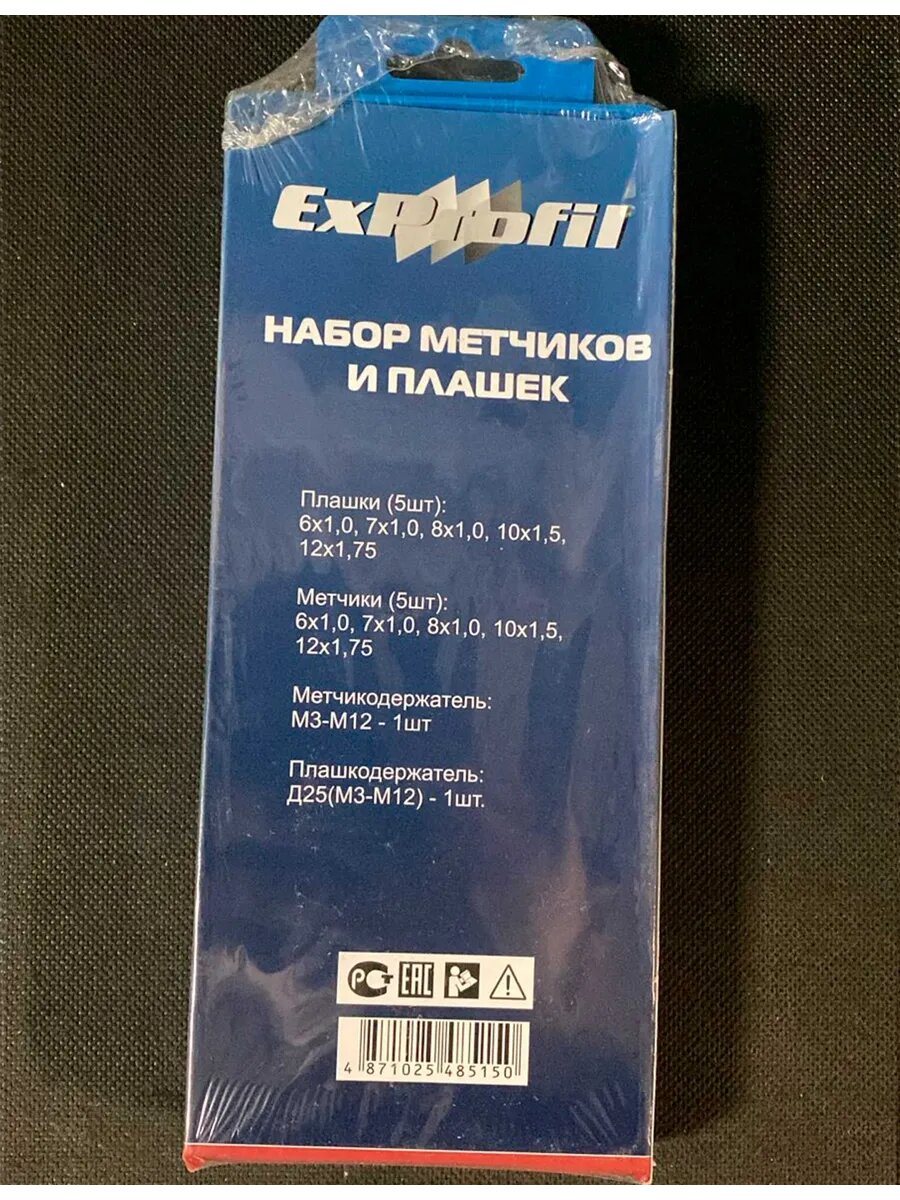 ExProfil
НАБОР МЕТЧИКОВ
И ПЛАШЕК
Плашки (5шт):
6х1,0, 7х1,0, 8х1,0, 10х1,5,
12х1,75
Метчики (5шт):
6х1,0, 7х1,0, 8х1,0, 10х1,5,
12х1,75
Метчикодержатель:
М3-М12 - 1шт
Плашкодержатель:
Д25(М3-М12) - 1шт.
РСТ ЕАС
4 871025 485150